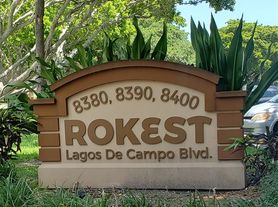 8380, 8390, 8400
ROKEST
Lagos De Campo Blvd.